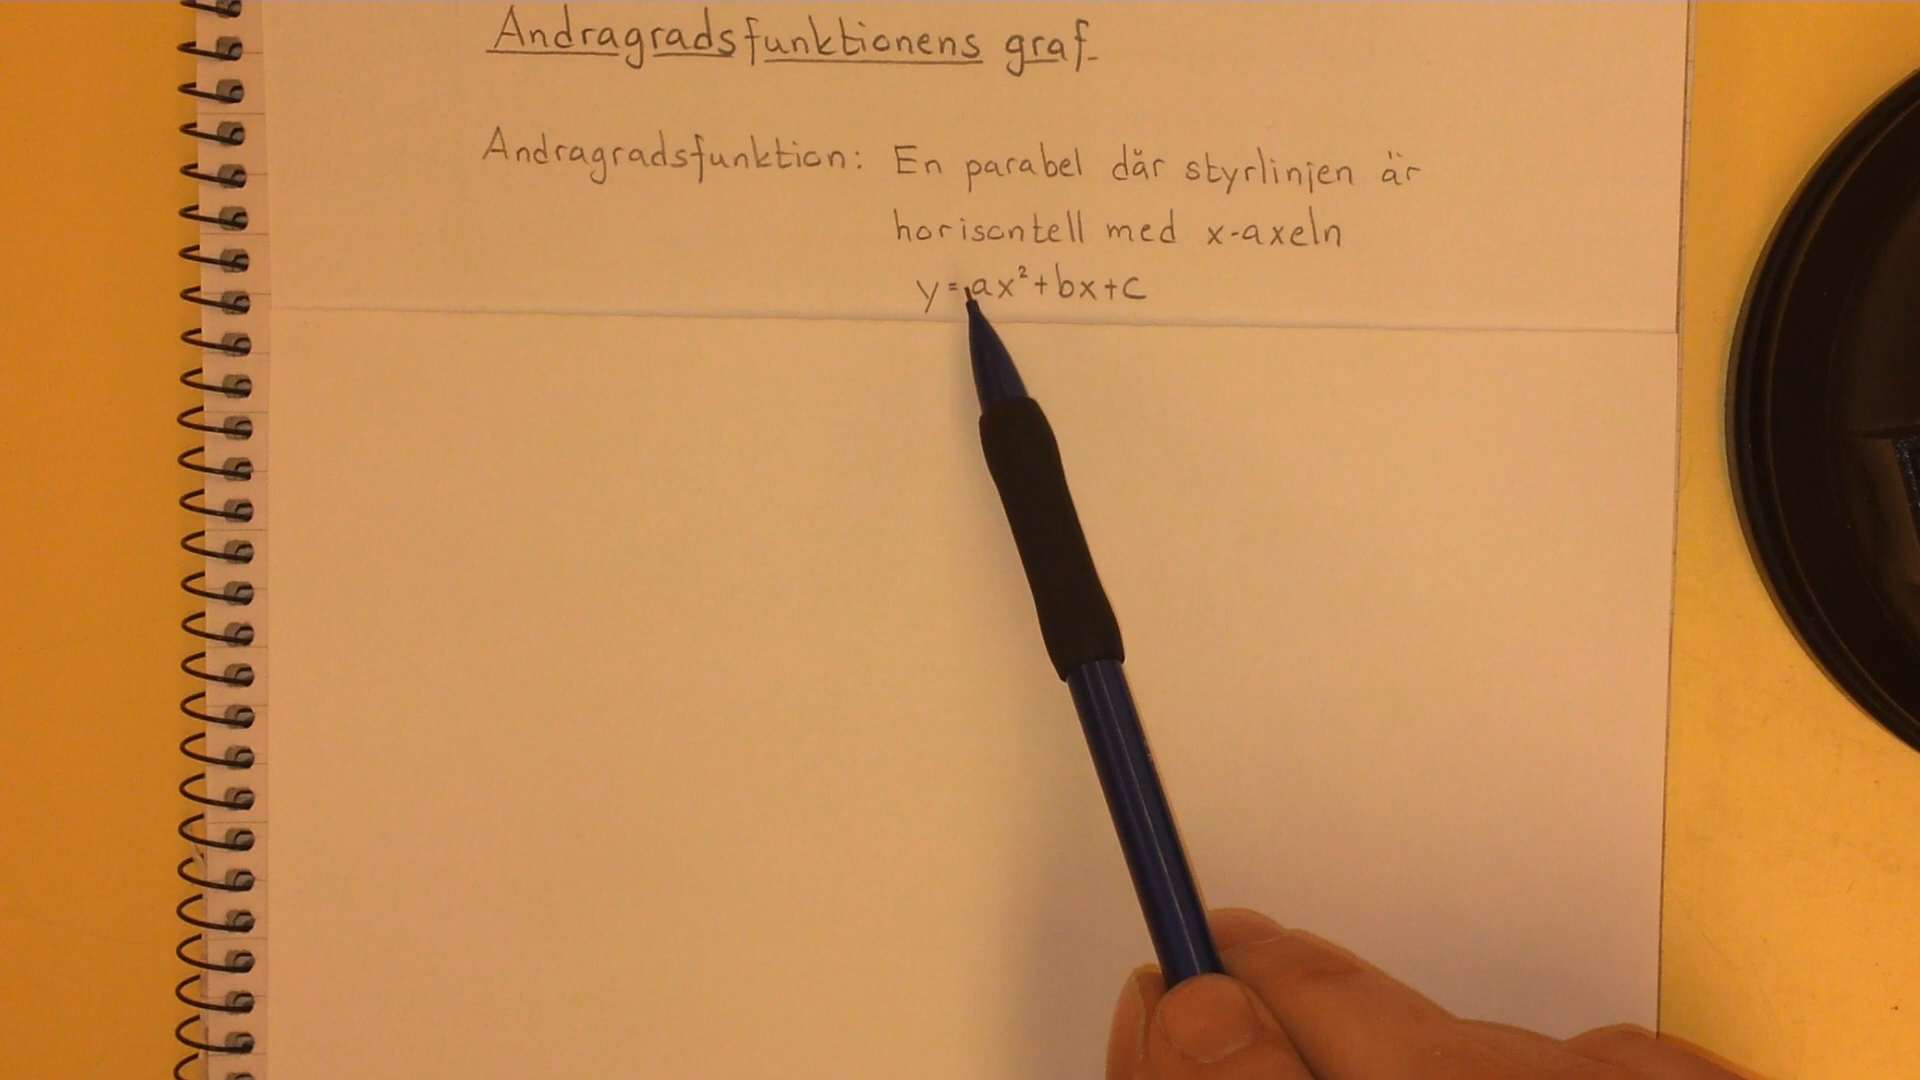 Andragradsfunktionens graf.
Andragradsfunktion: En parabel där styrlinjen är
horisontell med x-axeln
y=ax²+bx+c